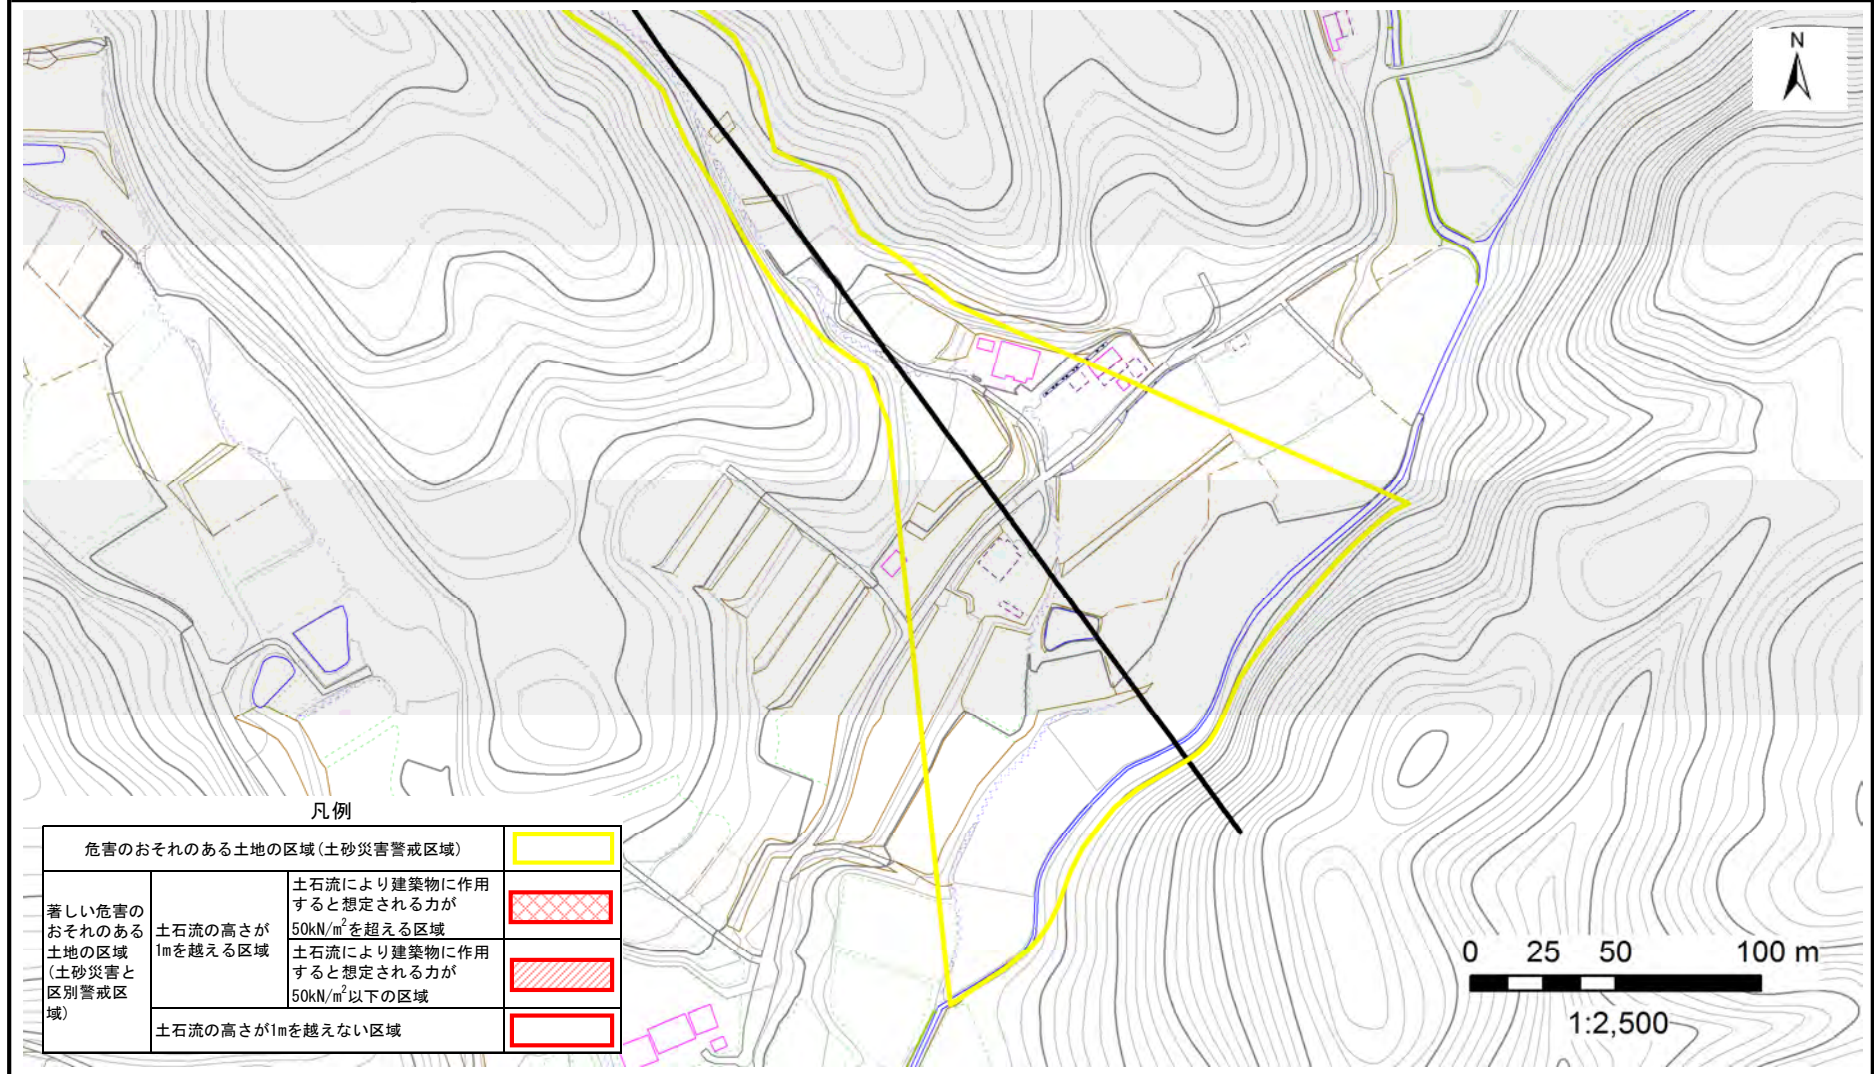 N
凡例
危害のおそれのある土地の区域(土砂災害警戒区域)
著しい危害の
おそれのある
土地の区域
(土砂災害と
区別警戒区
域)
土石流の高さが
1mを越える区域
土石流により建築物に作用
すると想定される力が
50kN/m²を超える区域
土石流により建築物に作用
すると想定される力が
50kN/m²以下の区域
土石流の高さが1mを越えない区域
0 25 50 100 m
1:2,500